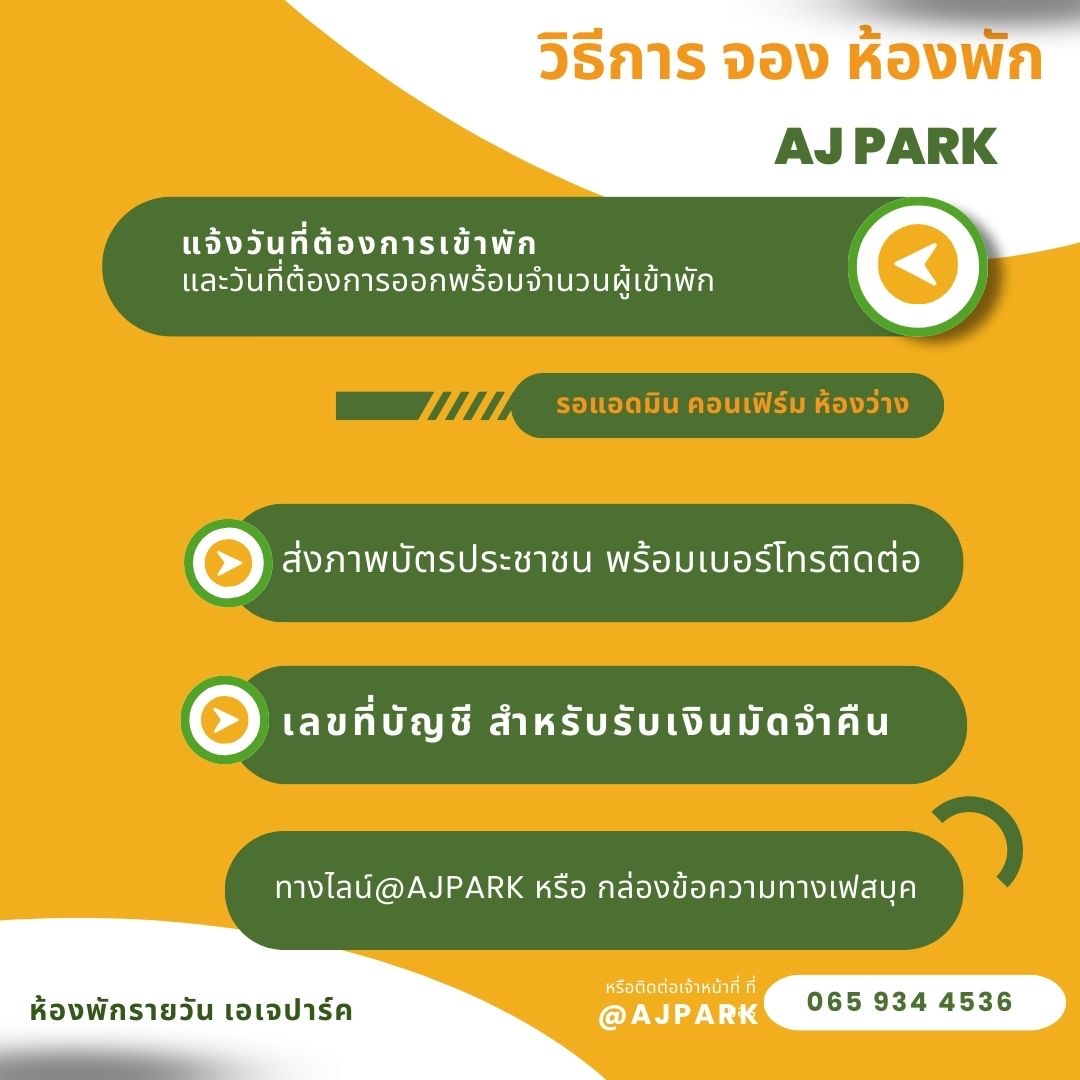 วิธีการ จอง ห้องพัก
AJ PARK
แจ้งวันที่ต้องการเข้าพัก
และวันที่ต้องการออกพร้อมจำนวนผู้เข้าพัก
รอแอดมิน คอนเฟิร์ม ห้องว่าง
ส่งภาพบัตรประชาชน พร้อมเบอร์โทรติดต่อ
เลขที่บัญชี สำหรับรับเงินมัดจำคืน
ทางไลน์@AJPARK หรือ กล่องข้อความทางเฟสบุค
ห้องพักรายวัน เอเจปาร์ค
หรือติดต่อเจ้าหน้าที่ ที่
@AJPARK
065 934 4536